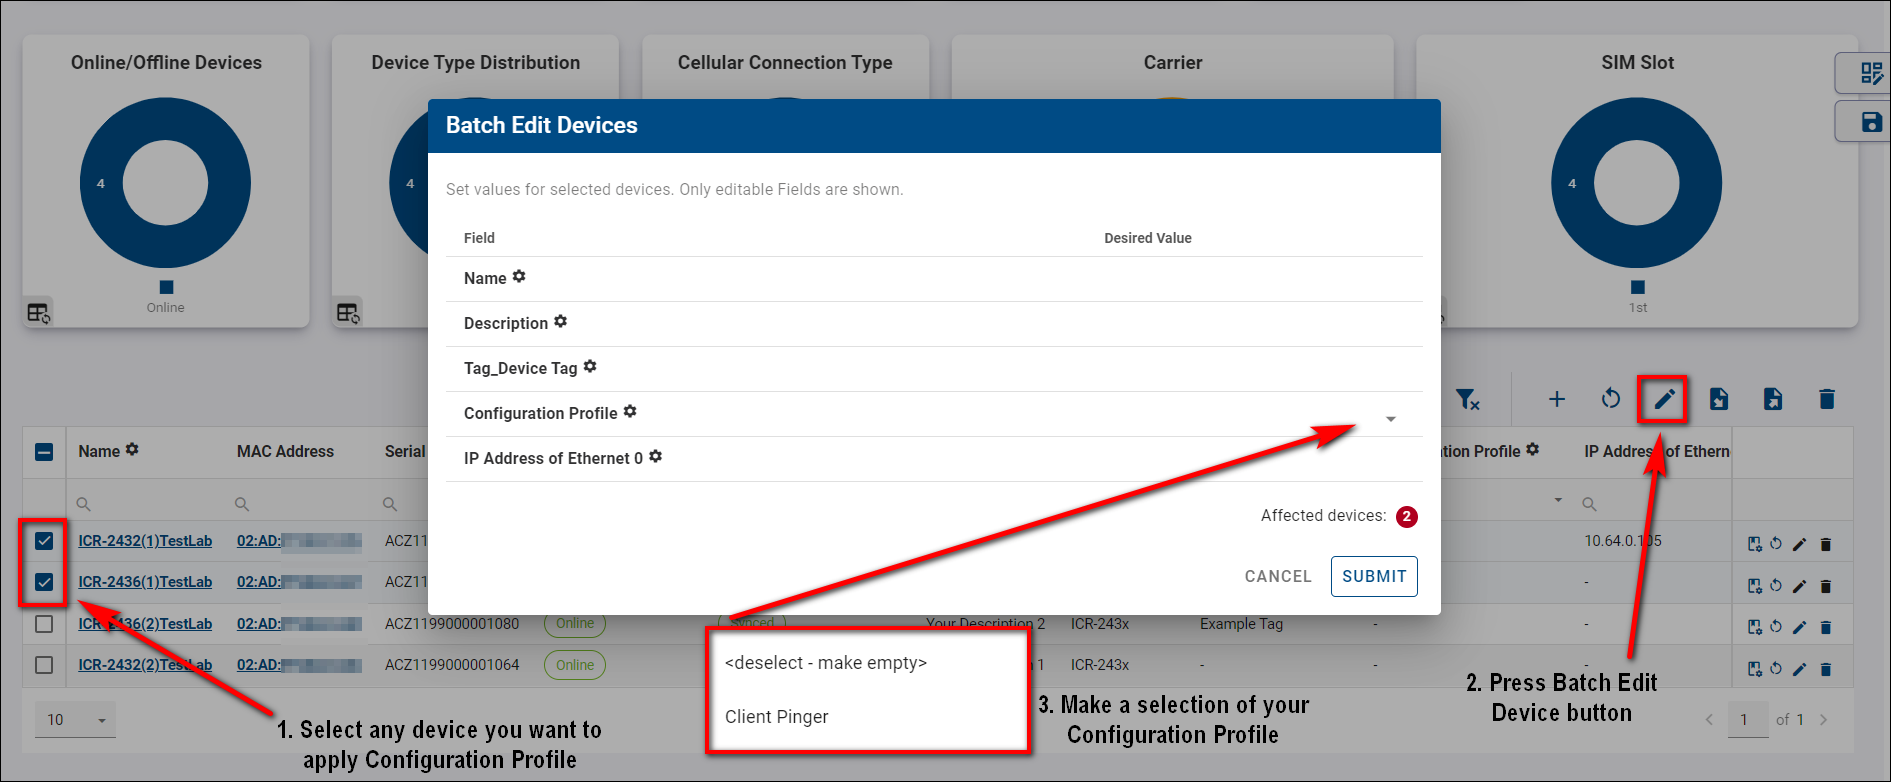 Online/Offline Devices
Device Type Distribution
Cellular Connection Type
Carrier
SIM Slot
Batch Edit Devices
4
4
4
Set values for selected devices. Only editable Fields are shown.
Field
Desired Value
Name
Online
1st
Description
Tag_Device Tag
Configuration Profile
IP Address of Ethernet 0
Name
MAC Address
Serial
tion Profile
IP Address of Ethern
Affected devices: 2
CANCEL
SUBMIT
ICR-2432(1)TestLab
02:AD:
ACZ11
10.64.0.105
ICR-2436(1)TestLab
02:AD:
ACZ11
-
ICR-2436(2)TestLab
02:AD:
ACZ1199000001080
Online
Synced
Your Description 2
ICR-243x
Example Tag
-
-
ICR-2432(2)TestLab
02:AD:
ACZ1199000001064
Online
1
ICR-243x
-
-
-
<deselect - make empty>
Client Pinger
1. Select any device you want to
apply Configuration Profile
2. Press Batch Edit
Device button
3. Make a selection of your
Configuration Profile
10
1
of 1